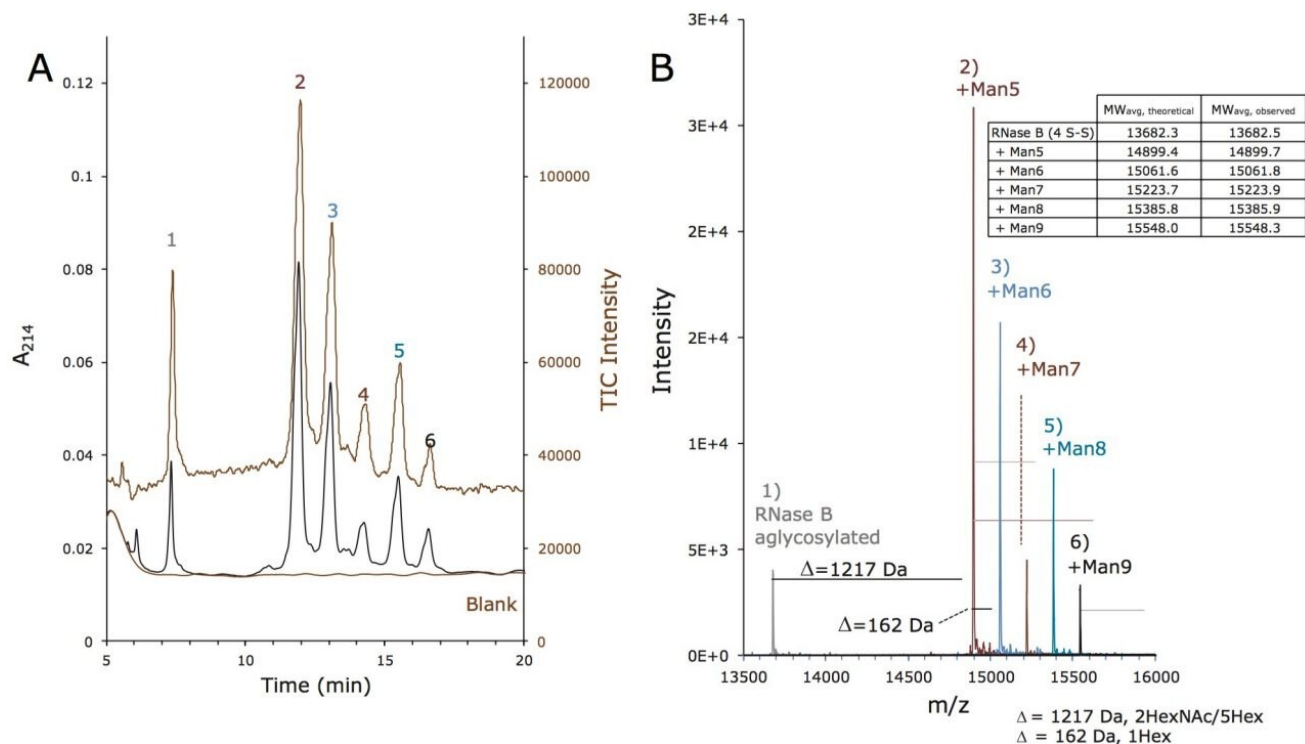 A
0.12
0.1
0.08
0.06
0.04
0.02
0
A214
120000
100000
80000
60000
40000
20000
0
TIC Intensity
1
2
3
4
5
6
Blank
5
10
15
20
Time (min)
B
3E+4
3E+4
2E+4
2E+4
1E+4
5E+3
0E+0
Intensity
2)
+Man5
MWavg, theoretical MWavg, observed
RNase B (4 S-S) 13682.3 13682.5
+ Man5 14899.4 14899.7
+ Man6 15061.6 15061.8
+ Man7 15223.7 15223.9
+ Man8 15385.8 15385.9
+ Man9 15548.0 15548.3
3)
+Man6
4)
+Man7
5)
+Man8
1)
RNase B
aglycosylated
6)
+Man9
Δ=1217 Da
Δ=162 Da
13500
14000
14500
15000
15500
16000
m/z
Δ = 1217 Da, 2HexNAc/5Hex
Δ = 162 Da, 1Hex